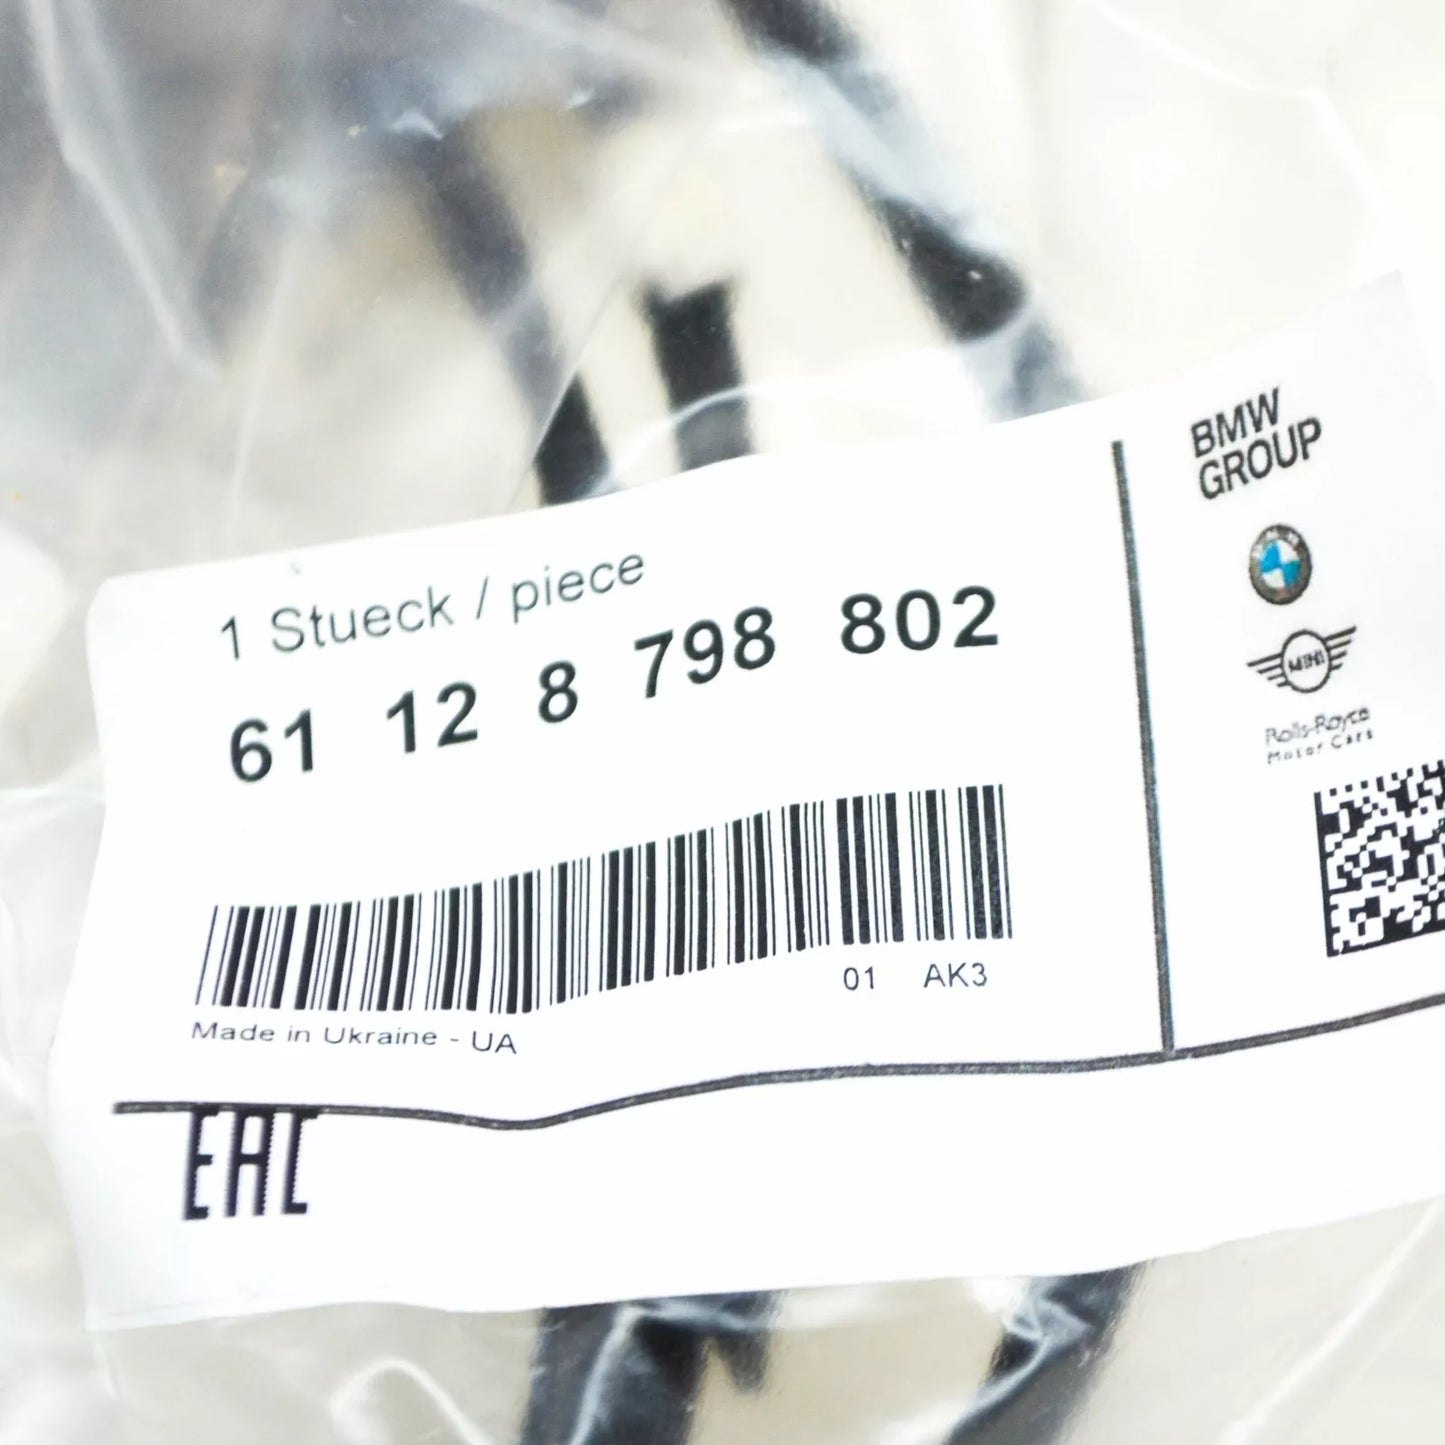 1 Stueck / piece
61 12 8 798 802
01 AK3
Made in Ukraine - UA
EAC
BMW
GROUP
MINI
Rolls-Royce
Motor Cars